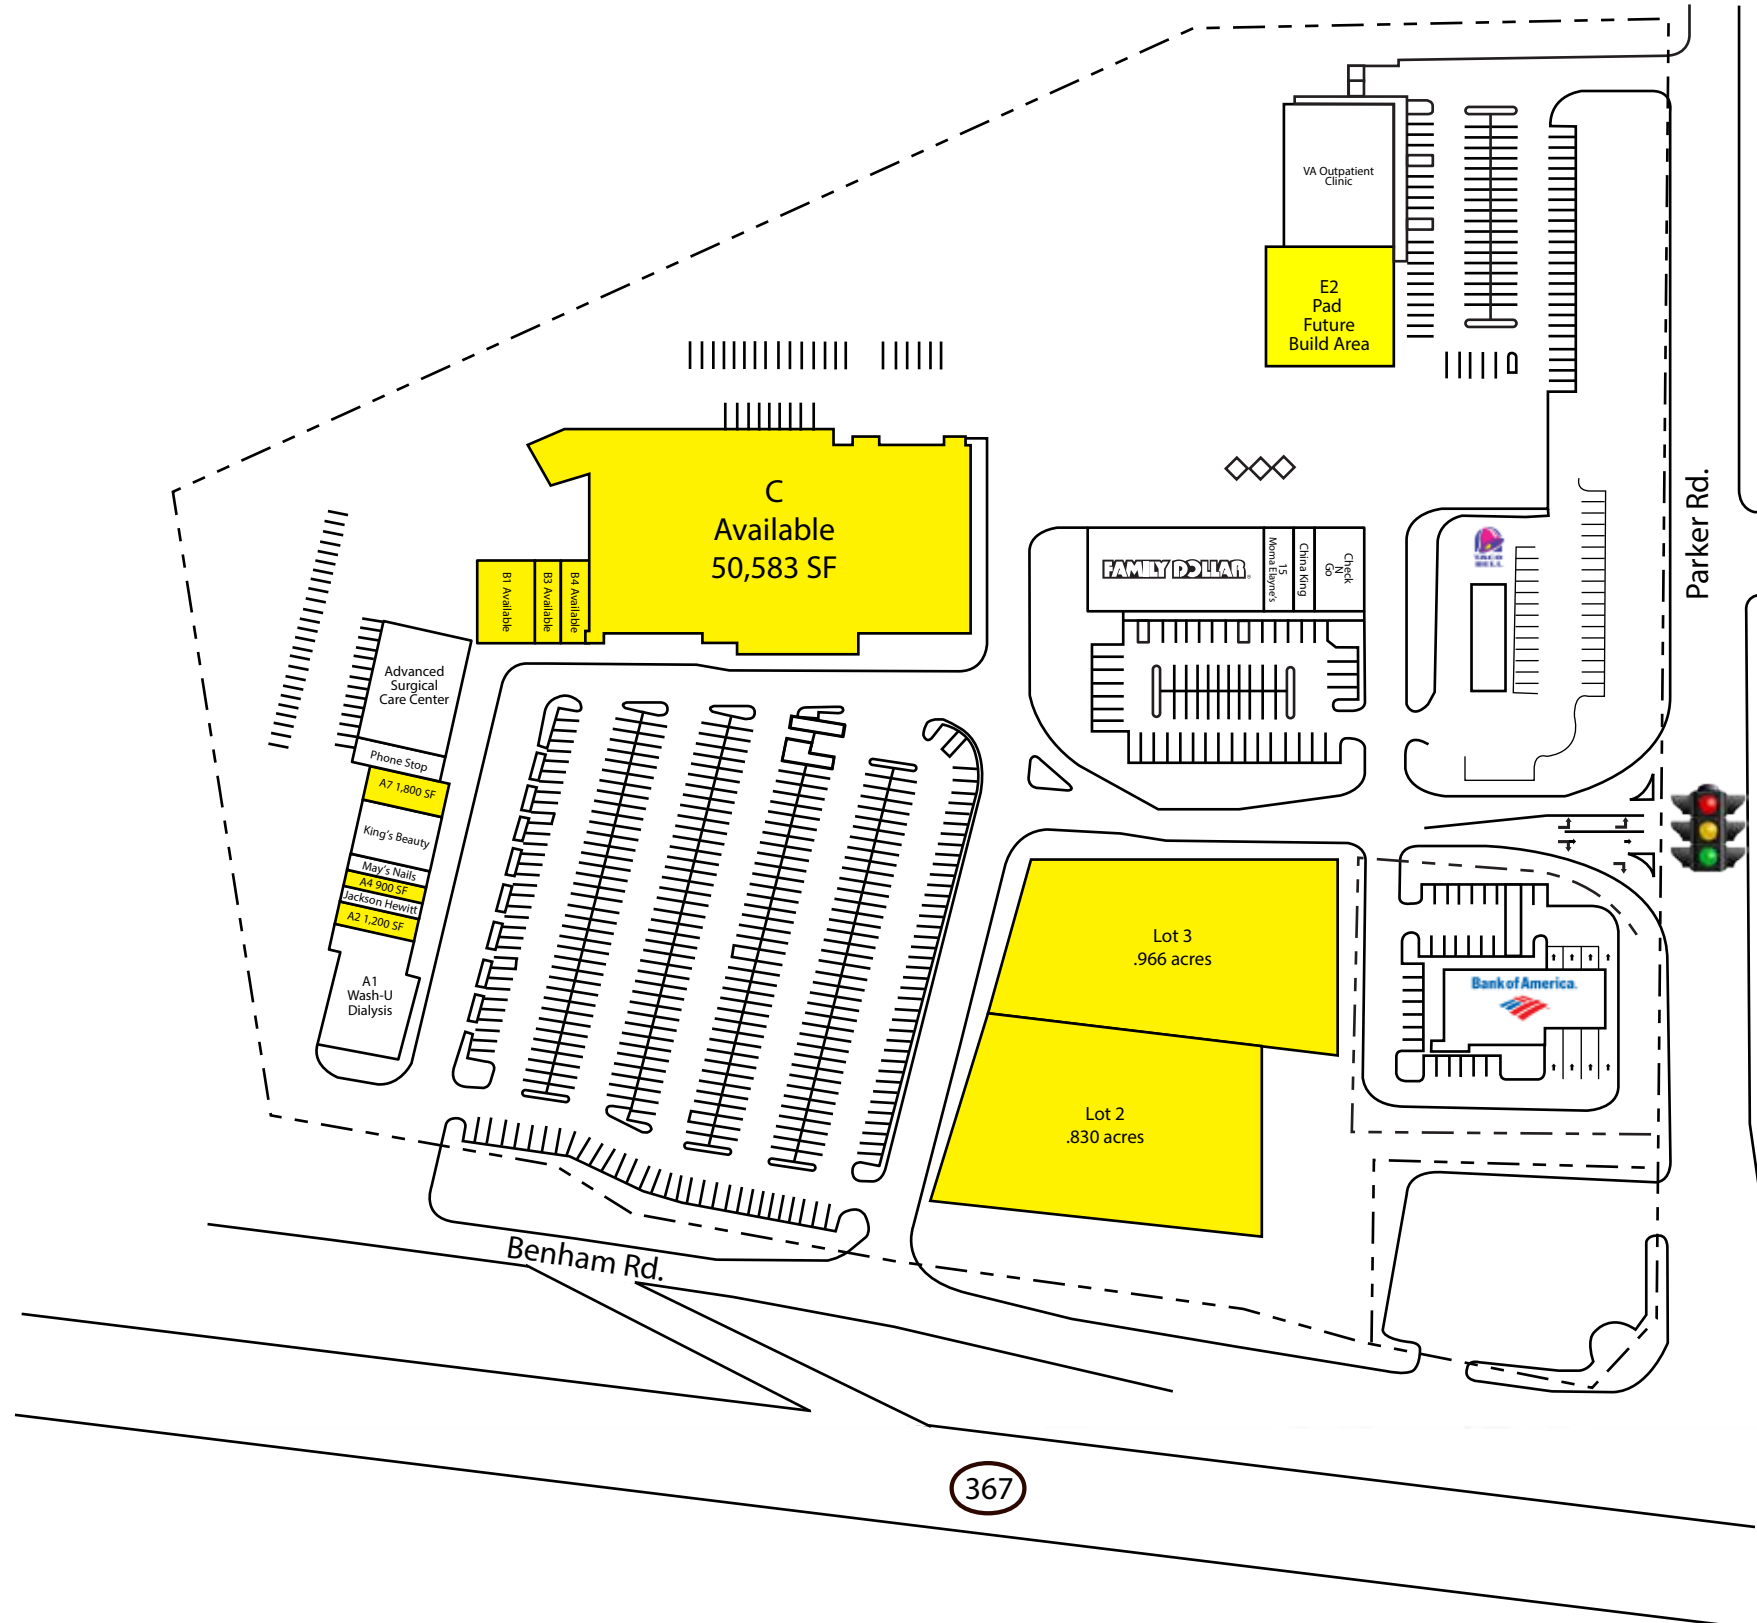 VA Outpatient
Clinic
E2
Pad
Future
Build Area
Parker Rd.
C
Available
50,583 SF
B1 Available
B3 Available
B4 Available
FAMILY DOLLAR
15
Moma Elayne's
China King
Check
N
Go
TACO
BELL
Advanced
Surgical
Care Center
Phone Stop
A7 1,800 SF
King's Beauty
May's Nails
A4 900 SF
Jackson Hewitt
A2 1,200 SF
A1
Wash-U
Dialysis
Lot 3
.966 acres
Bank of America.
Lot 2
.830 acres
Benham Rd.
367